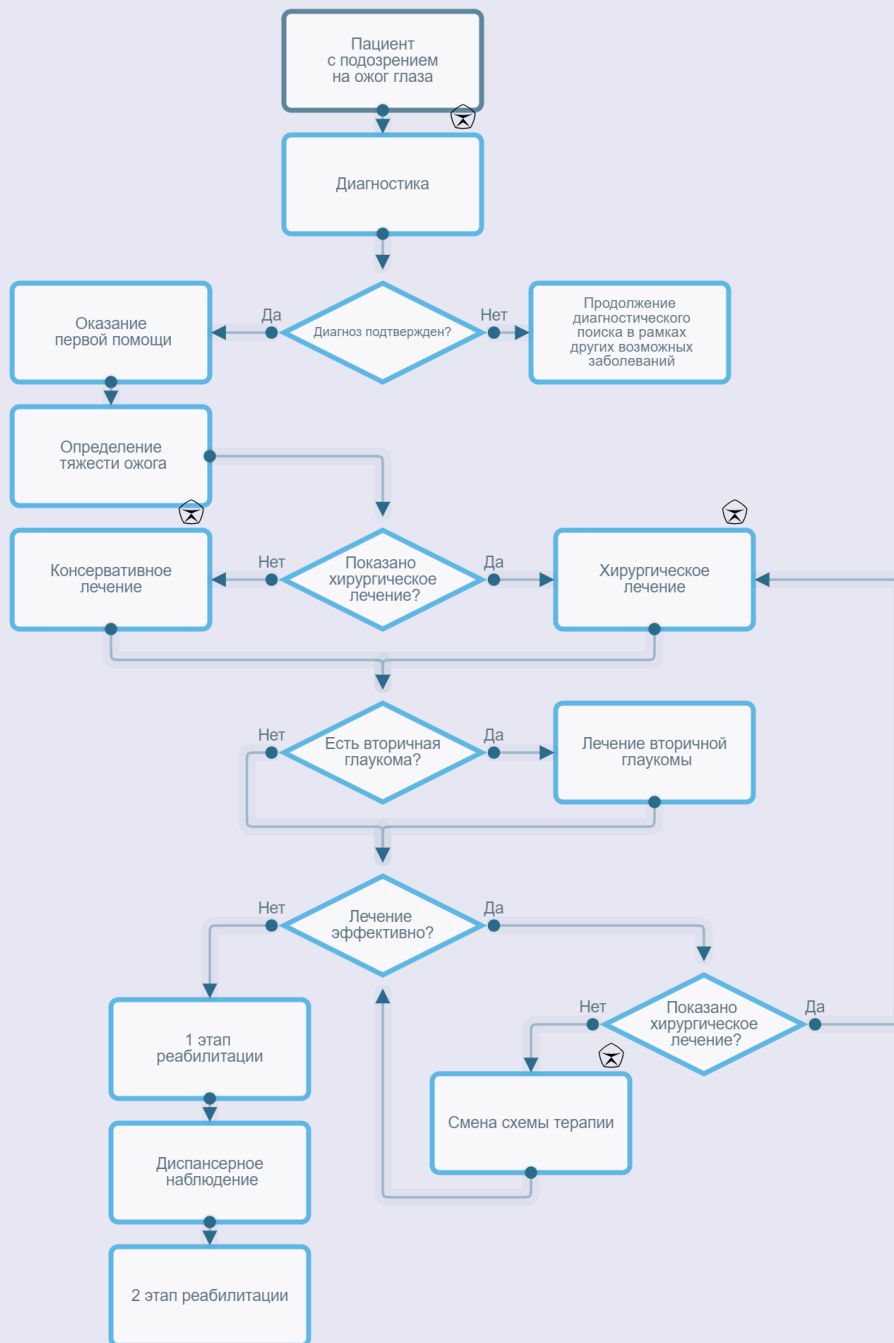 Пациент
с подозрением
на ожог глаза
Диагностика
Оказание
первой помощи
Да
Диагноз подтвержден?
Нет
Продолжение
диагностического
поиска в рамках
других возможных
заболеваний
Определение
тяжести ожога
Консервативное
лечение
Нет
Показано
хирургическое
лечение?
Да
Хирургическое
лечение
Нет
Есть вторичная
глаукома?
Да
Лечение вторичной
глаукомы
Нет
Лечение
эффективно?
Да
1 этап
реабилитации
Нет
Показано
хирургическое
лечение?
Да
Смена схемы терапии
Диспансерное
наблюдение
2 этап реабилитации